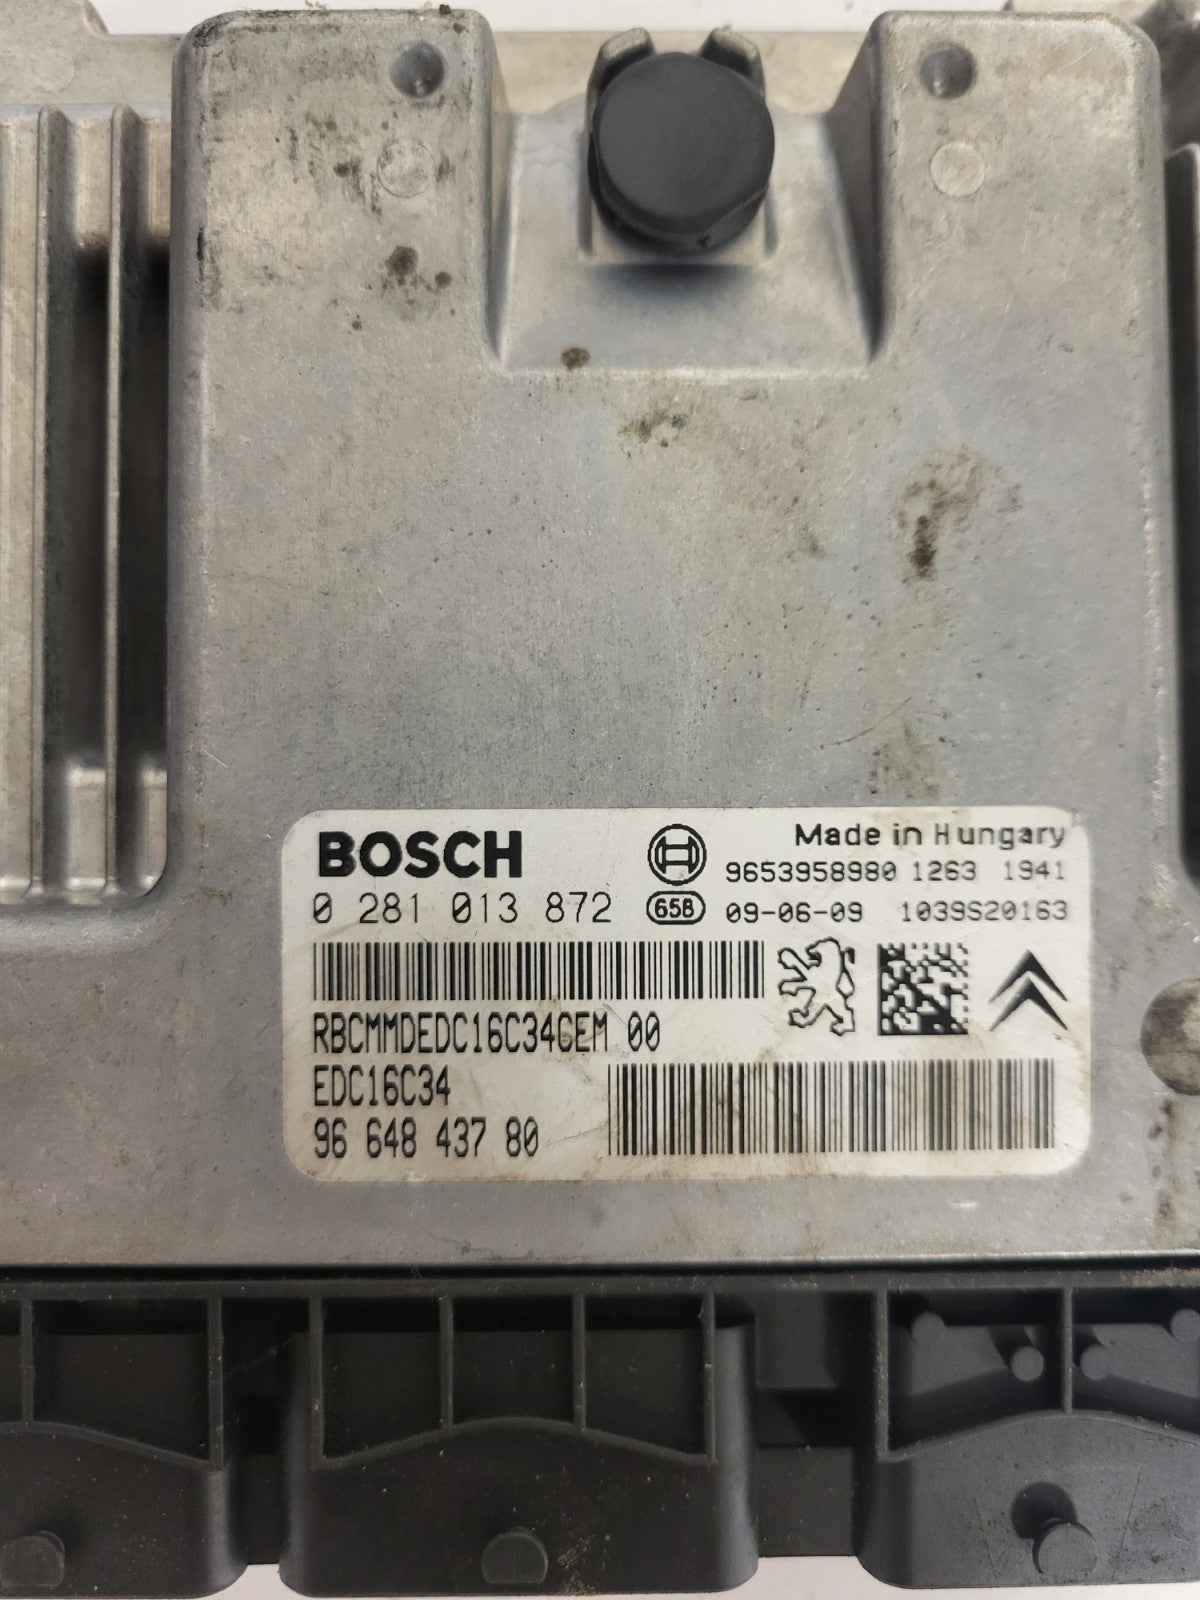 BOSCH
Made in Hungary
9653958980 1263 1941
0 281 013 872
65B 09-06-09 1039S20163
RBCMMDEDC16C34GEM 00
EDC16C34
96 648 437 80